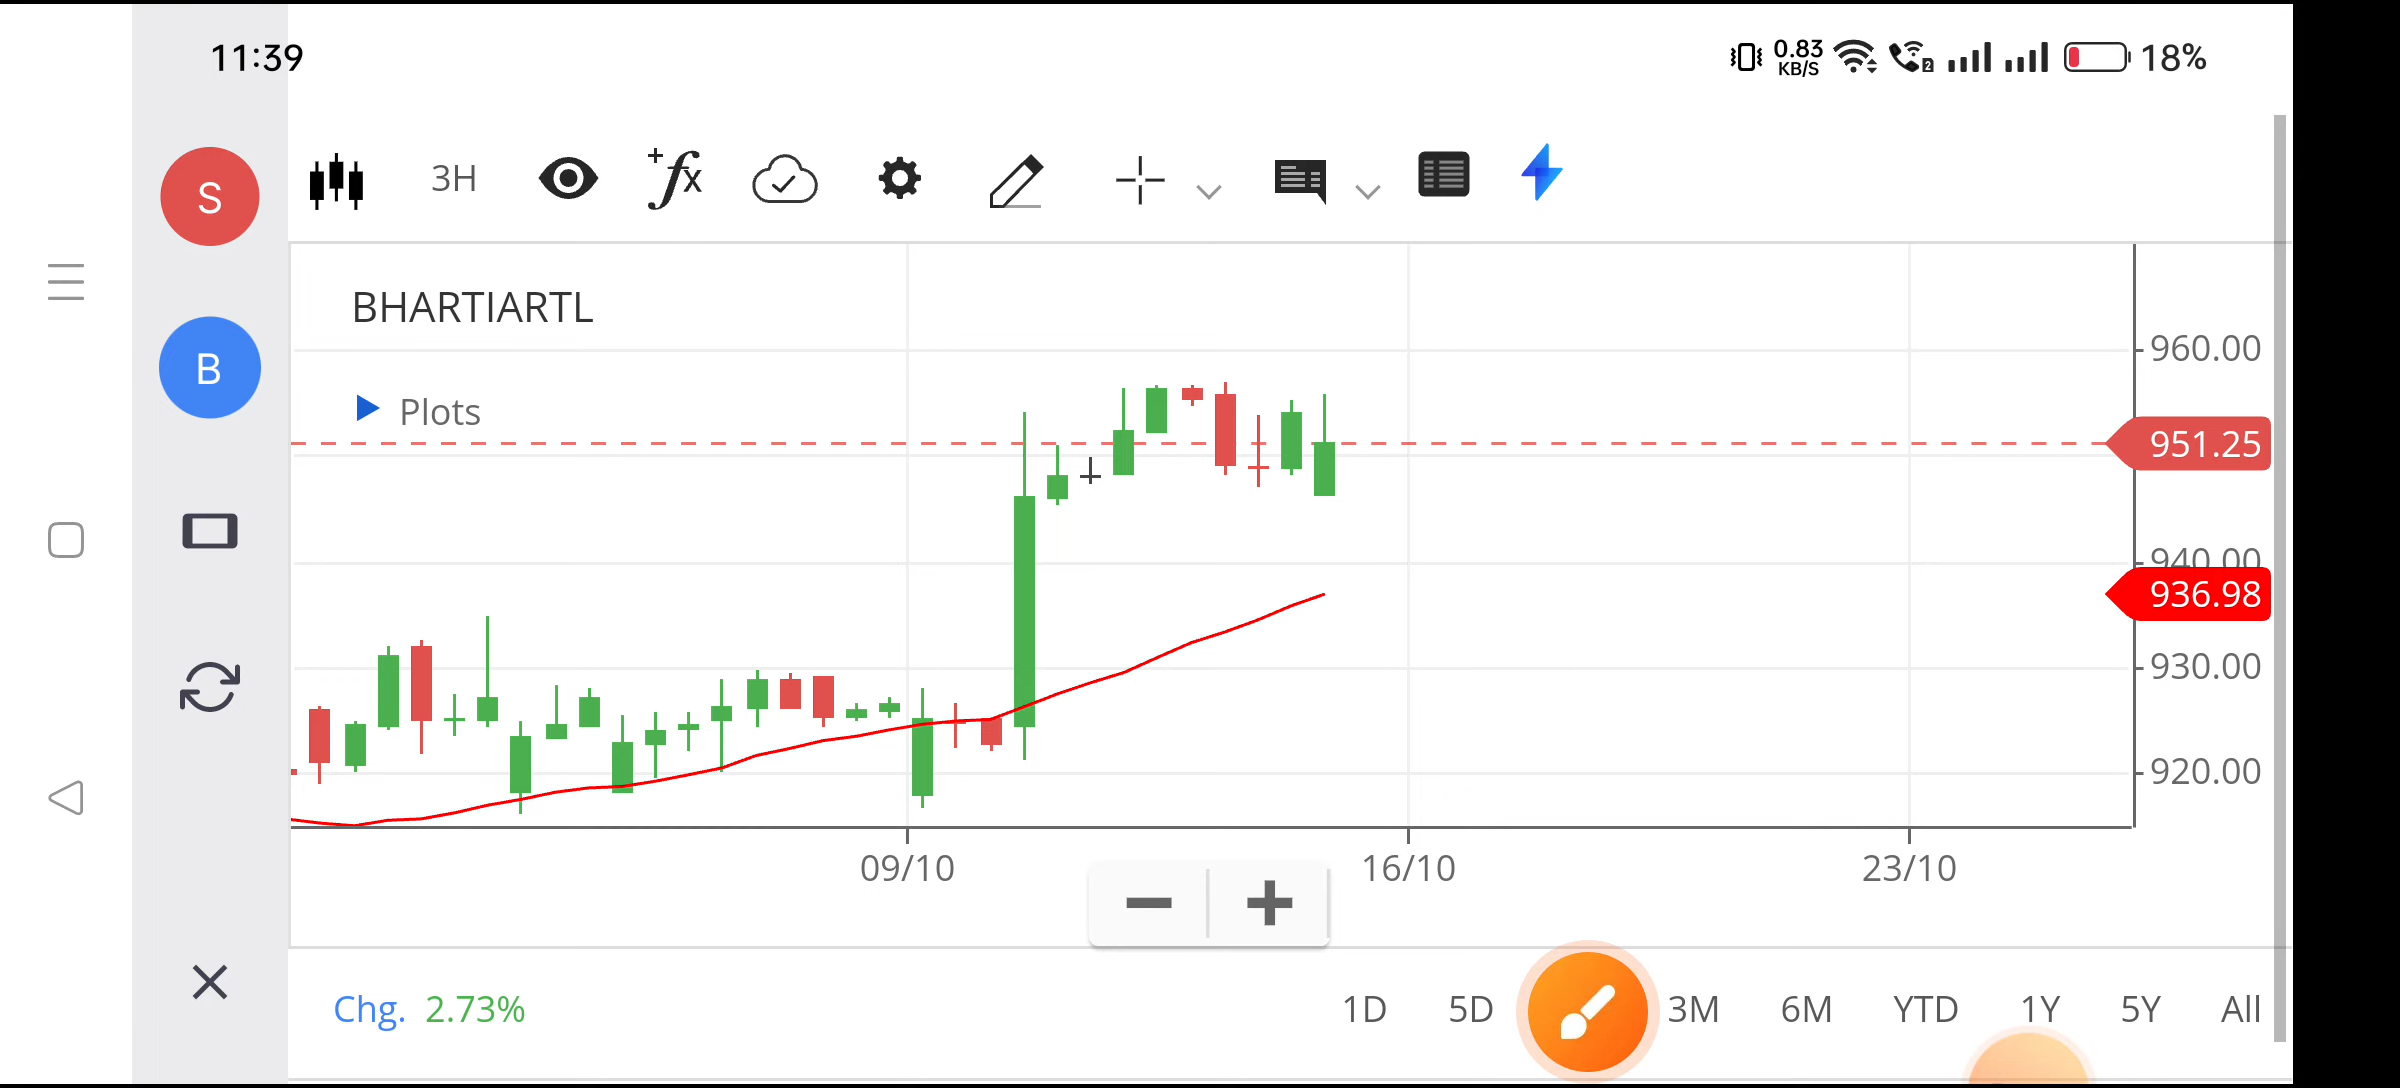 11:39
0.83
KB/S
2
18%
S
3H
fx
B
BHARTIARTL
Plots
960.00
951.25
940.00
936.98
930.00
920.00
09/10
16/10
23/10
Chg. 2.73%
1D 5D 3M 6M YTD 1Y 5Y All